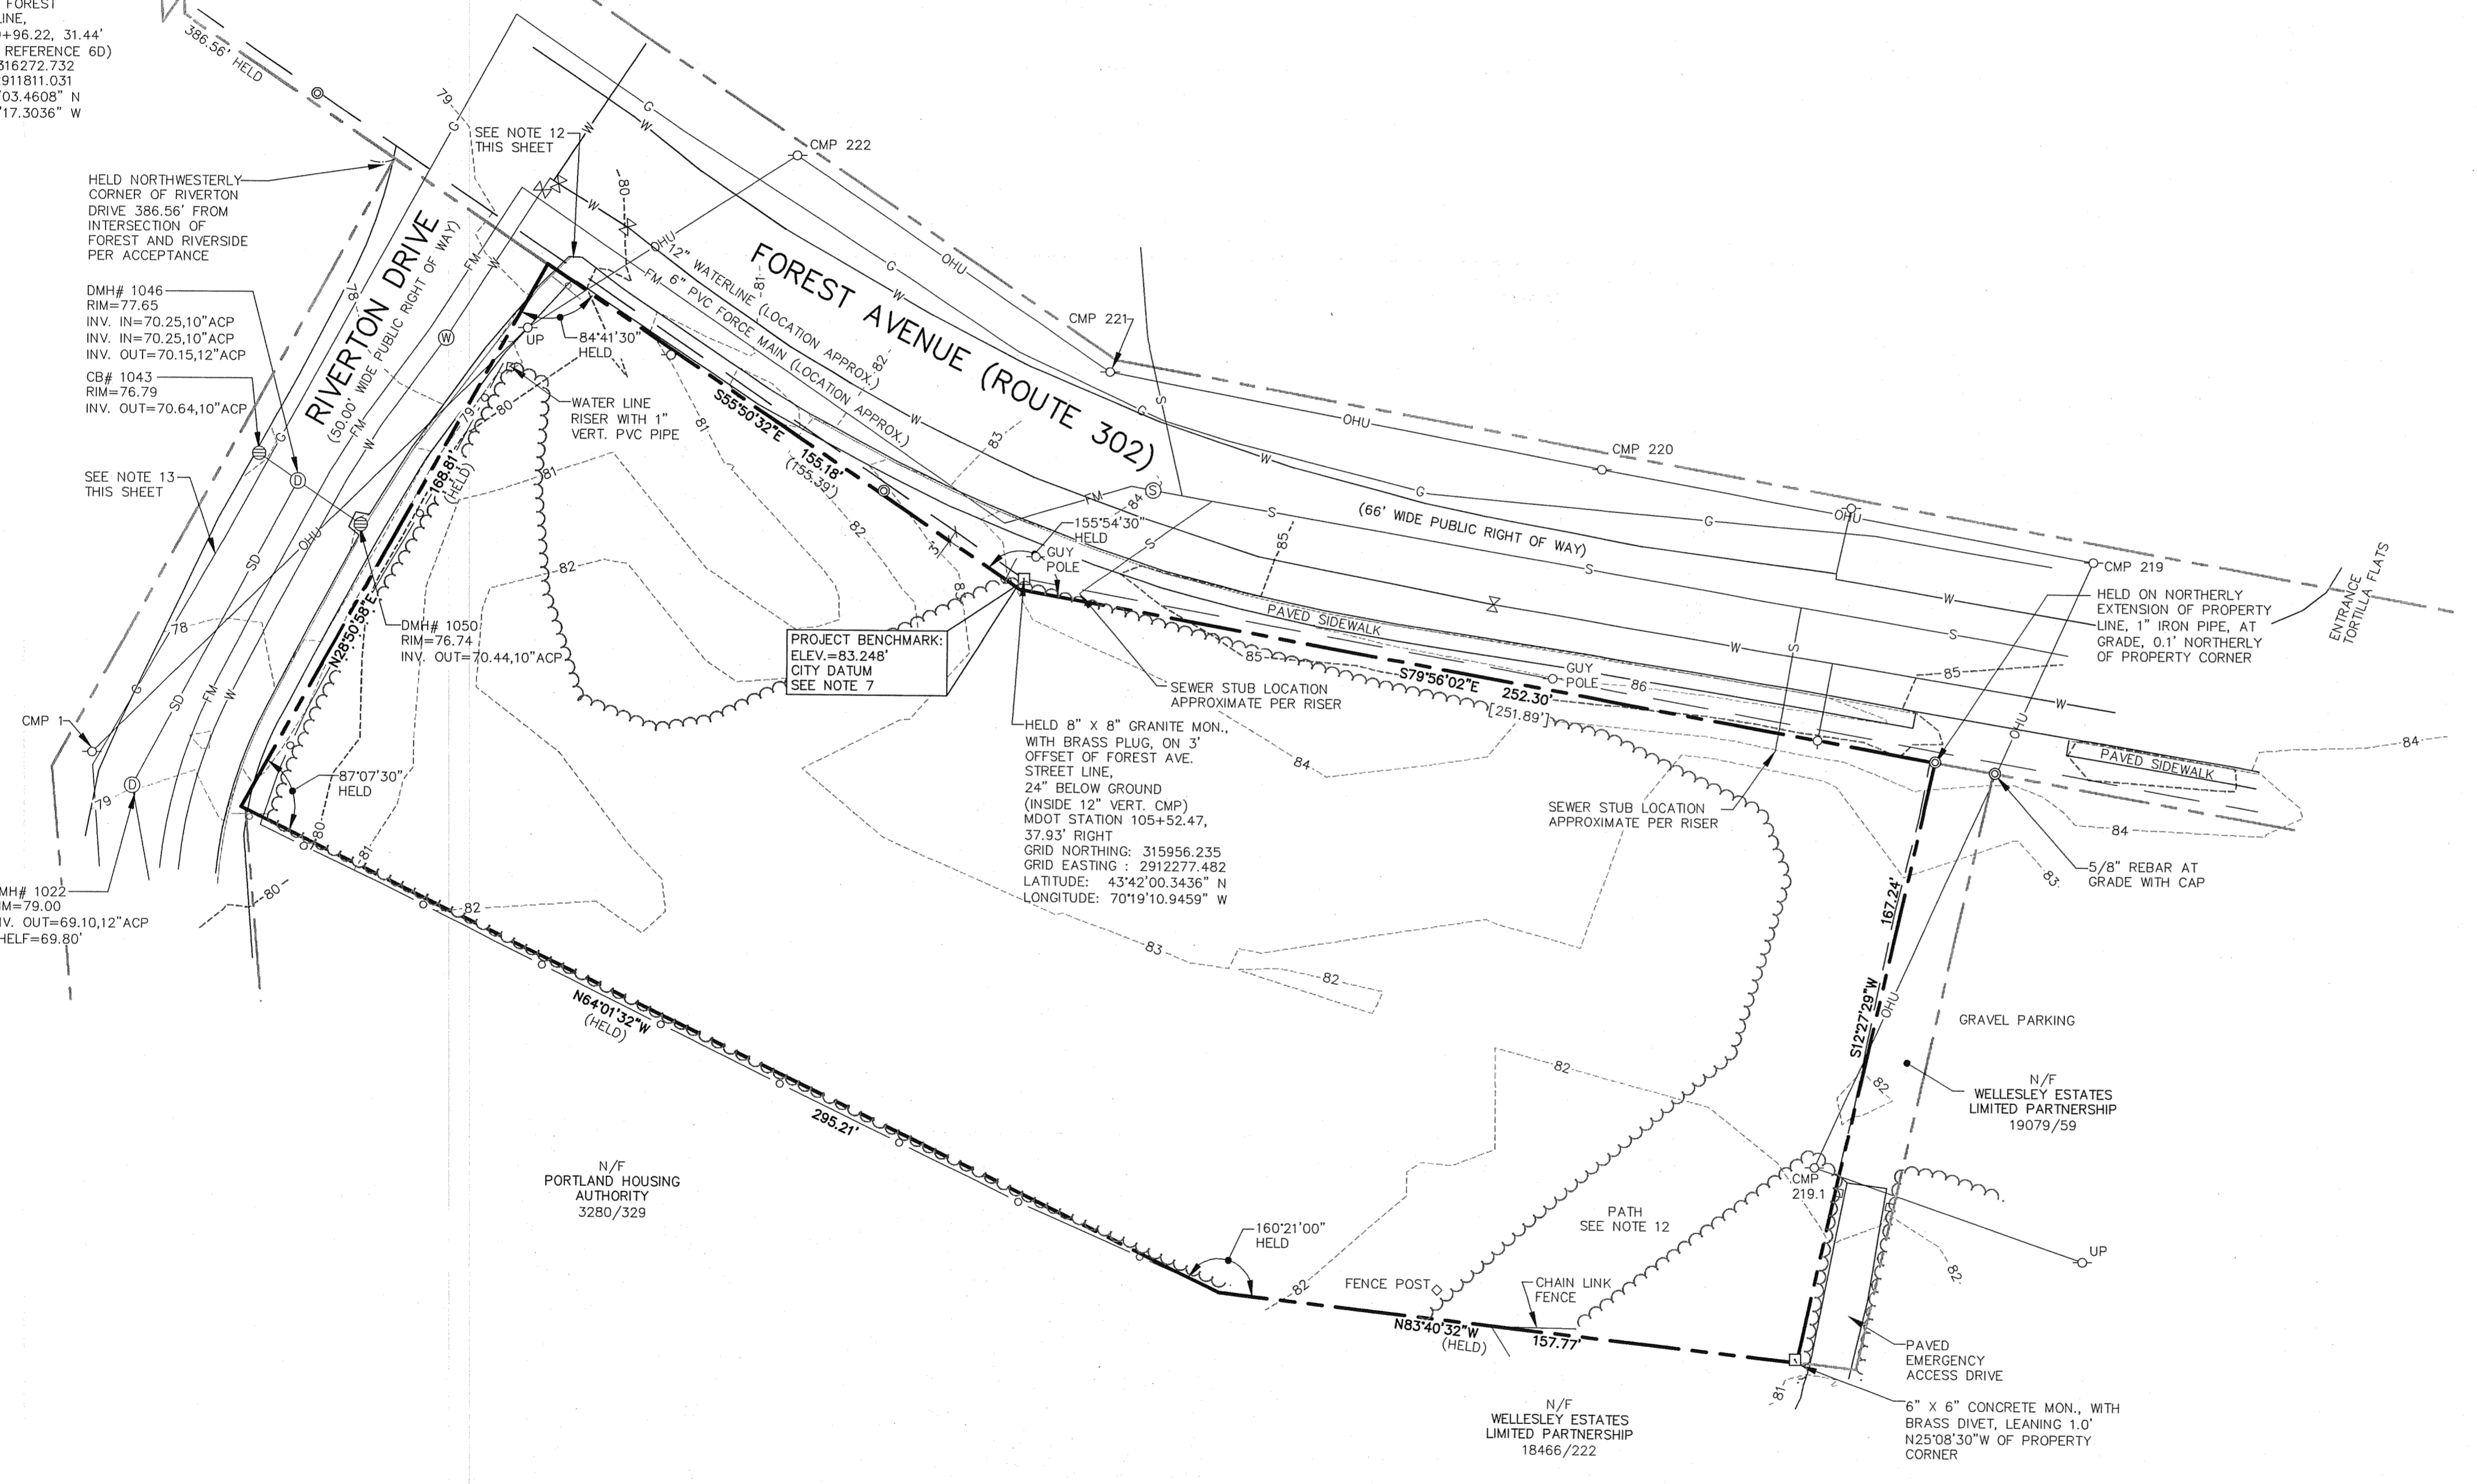 FOREST
LINE,
+96.22, 31.44'
REFERENCE 6D)
316272.732
911811.031
'03.4608" N
'17.3036" W
386.56' HELD
HELD NORTHWESTERLY
CORNER OF RIVERTON
DRIVE 386.56' FROM
INTERSECTION OF
FOREST AND RIVERSIDE
PER ACCEPTANCE
DMH# 1046
RIM=77.65
INV. IN=70.25,10"ACP
INV. IN=70.25,10"ACP
INV. OUT=70.15,12"ACP
CB# 1043
RIM=76.79
INV. OUT=70.64,10"ACP
SEE NOTE 13
THIS SHEET
CMP 1
MH# 1022
IM=79.00
NV. OUT=69.10,12"ACP
HELF=69.80'
RIVERTON DRIVE
(50.00' WIDE PUBLIC RIGHT OF WAY)
SEE NOTE 12
THIS SHEET
CMP 222
FOREST AVENUE (ROUTE 302)
(66' WIDE PUBLIC RIGHT OF WAY)
12" WATERLINE (LOCATION APPROX.)
6" PVC FORCE MAIN (LOCATION APPROX.)
UP
84°41'30"
HELD
WATER LINE
RISER WITH 1"
VERT. PVC PIPE
S55°50'32"E
155.18'
(155.39')
168.81'
(HELD)
N28°50'58"E
DMH# 1050
RIM=76.74
INV. OUT=70.44,10"ACP
87°07'30"
HELD
CMP 221
CMP 220
CMP 219
155°54'30"
HELD
GUY
POLE
PROJECT BENCHMARK:
ELEV.=83.248'
CITY DATUM
SEE NOTE 7
HELD 8" X 8" GRANITE MON.,
WITH BRASS PLUG, ON 3'
OFFSET OF FOREST AVE.
STREET LINE,
24" BELOW GROUND
(INSIDE 12" VERT. CMP)
MDOT STATION 105+52.47,
37.93' RIGHT
GRID NORTHING: 315956.235
GRID EASTING : 2912277.482
LATITUDE: 43°42'00.3436" N
LONGITUDE: 70°19'10.9459" W
SEWER STUB LOCATION
APPROXIMATE PER RISER
PAVED SIDEWALK
GUY
POLE
S79°56'02"E
252.30'
[251.89']
SEWER STUB LOCATION
APPROXIMATE PER RISER
HELD ON NORTHERLY
EXTENSION OF PROPERTY
LINE, 1" IRON PIPE, AT
GRADE, 0.1' NORTHERLY
OF PROPERTY CORNER
ENTRANCE
TORTILLA FLATS
PAVED SIDEWALK
5/8" REBAR AT
GRADE WITH CAP
167.24'
S12°27'29"W
GRAVEL PARKING
N/F
WELLESLEY ESTATES
LIMITED PARTNERSHIP
19079/59
CMP
219.1
UP
PATH
SEE NOTE 12
FENCE POST
CHAIN LINK
FENCE
N83°40'32"W
(HELD)
157.77'
160°21'00"
HELD
N64°01'32"W
(HELD)
295.21'
N/F
PORTLAND HOUSING
AUTHORITY
3280/329
N/F
WELLESLEY ESTATES
LIMITED PARTNERSHIP
18466/222
PAVED
EMERGENCY
ACCESS DRIVE
6" X 6" CONCRETE MON., WITH
BRASS DIVET, LEANING 1.0'
N25°08'30"W OF PROPERTY
CORNER
78
79
80
81
82
83
84
85
86
G
W
S
FM
SD
OHU
D